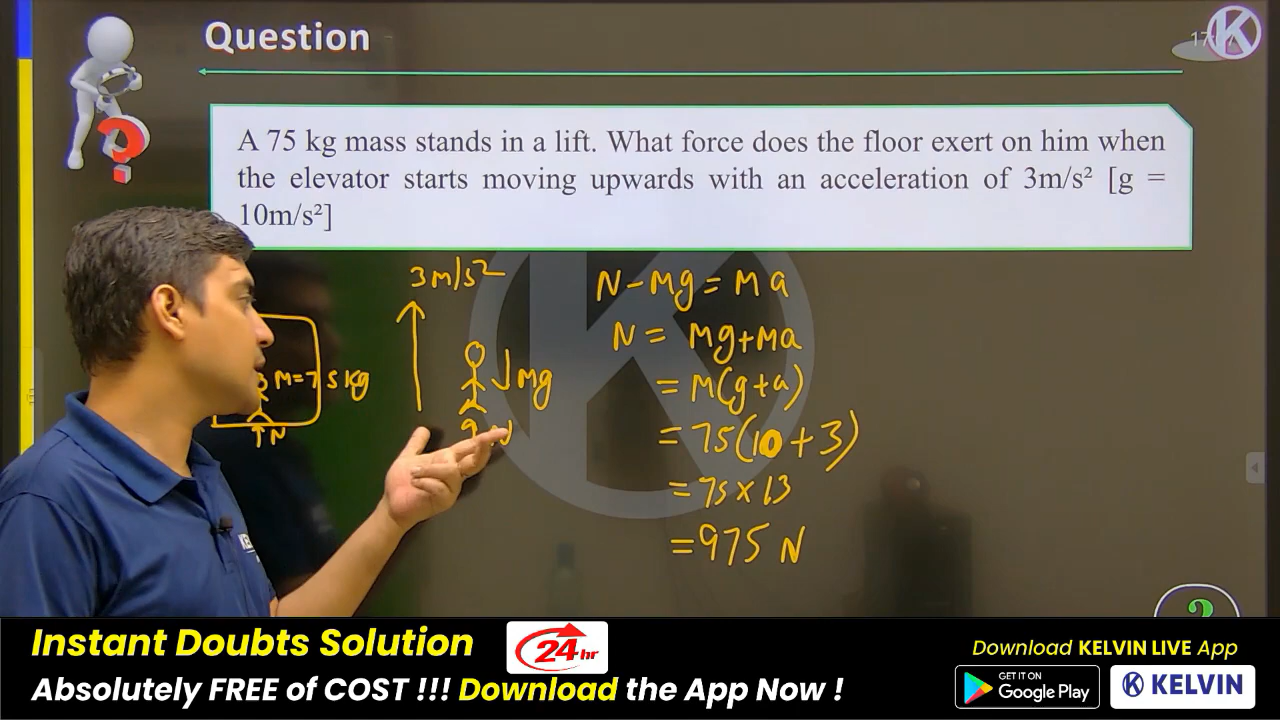 Question
17:
A 75 kg mass stands in a lift. What force does the floor exert on him when
the elevator starts moving upwards with an acceleration of 3m/s² [g =
10m/s²]
3m/s²
N-Mg=Ma
N = Mg+Ma
=M(g+a)
=75(10+3)
=75×13
=975 N
↓Mg
N
M=75kg
↑N
K
2
Instant Doubts Solution
24hr
Absolutely FREE of COST !!! Download the App Now !
Download KELVIN LIVE App
GET IT ON
Google Play
KELVIN